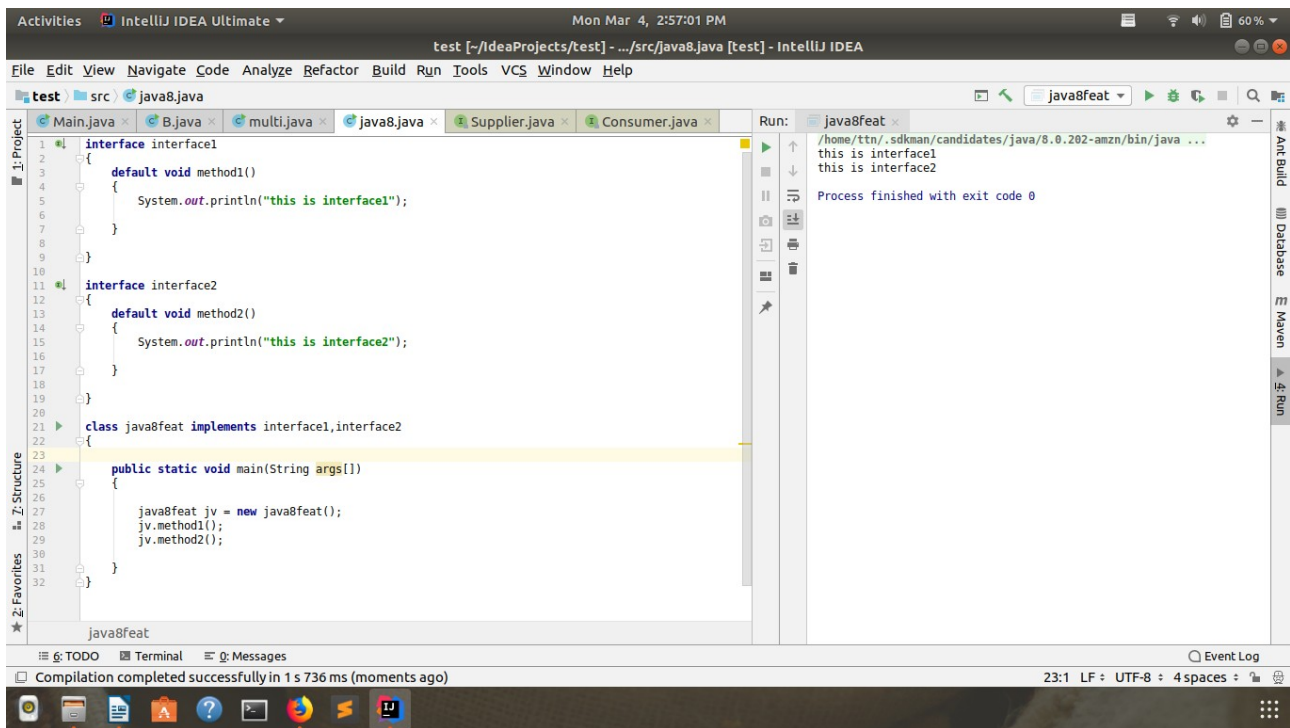 Activities IntelliJ IDEA Ultimate Mon Mar 4, 2:57:01 PM 60 %
test [~/IdeaProjects/test] - .../src/java8.java [test] - IntelliJ IDEA
File Edit View Navigate Code Analyze Refactor Build Run Tools VCS Window Help
test src java8.java java8feat
Main.java B.java multi.java java8.java Supplier.java Consumer.java
1 interface interface1
2 {
3 default void method1()
4 {
5 System.out.println("this is interface1");
6
7 }
8
9 }
10
11 interface interface2
12 {
13 default void method2()
14 {
15 System.out.println("this is interface2");
16
17 }
18
19 }
20
21 class java8feat implements interface1,interface2
22 {
23
24 public static void main(String args[])
25 {
26
27 java8feat jv = new java8feat();
28 jv.method1();
29 jv.method2();
30
31 }
32 }
java8feat
Run: java8feat
/home/ttn/.sdkman/candidates/java/8.0.202-amzn/bin/java ...
this is interface1
this is interface2
Process finished with exit code 0
1: Project
7: Structure
2: Favorites
Ant Build
Database
m Maven
4: Run
6: TODO Terminal 0: Messages Event Log
Compilation completed successfully in 1 s 736 ms (moments ago) 23:1 LF UTF-8 4 spaces